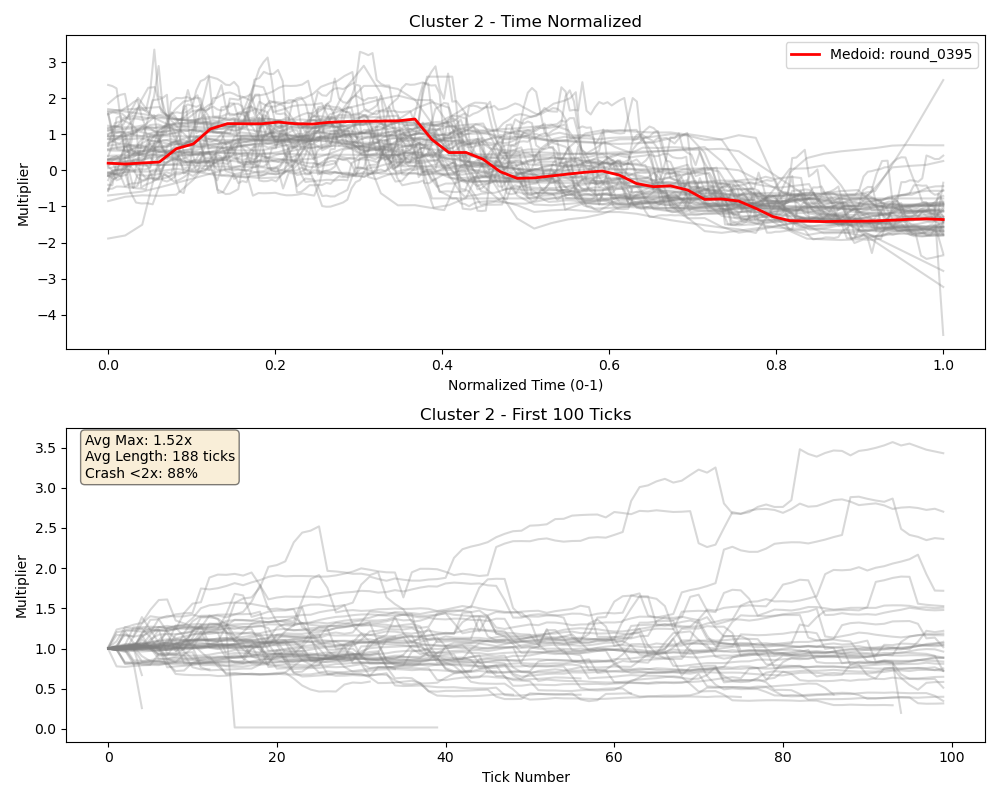 Cluster 2 - Time Normalized
Medoid: round_0395
Multiplier
3
2
1
0
−1
−2
−3
−4
0.0
0.2
0.4
0.6
0.8
1.0
Normalized Time (0-1)
Cluster 2 - First 100 Ticks
Avg Max: 1.52x
Avg Length: 188 ticks
Crash <2x: 88%
Multiplier
3.5
3.0
2.5
2.0
1.5
1.0
0.5
0.0
0
20
40
60
80
100
Tick Number